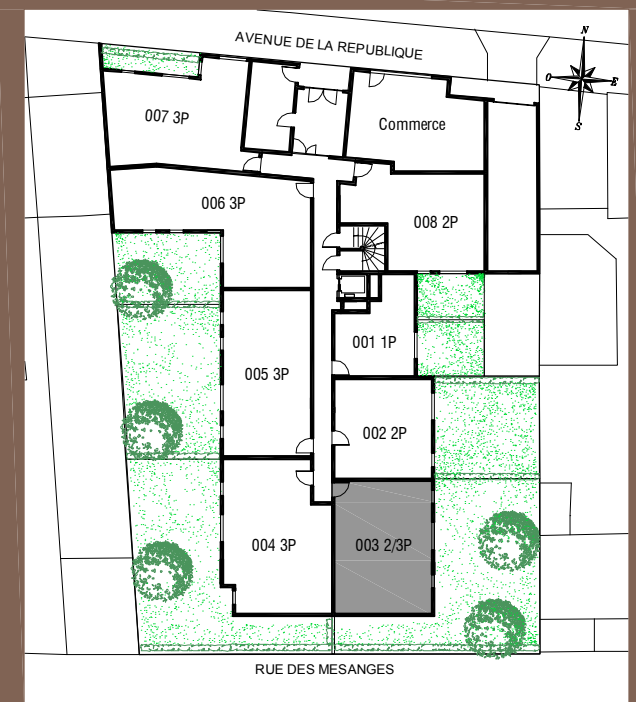 AVENUE DE LA REPUBLIQUE
N
O
E
S
007 3P
Commerce
006 3P
008 2P
001 1P
005 3P
002 2P
004 3P
003 2/3P
RUE DES MESANGES